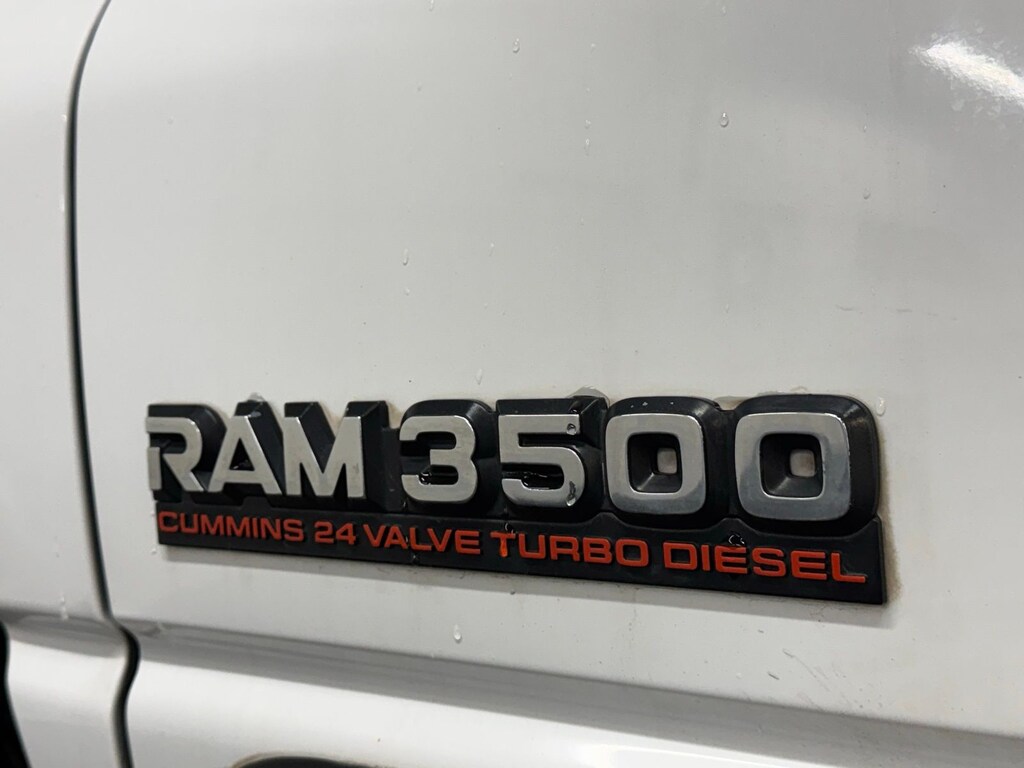 RAM 3500
CUMMINS 24 VALVE TURBO DIESEL